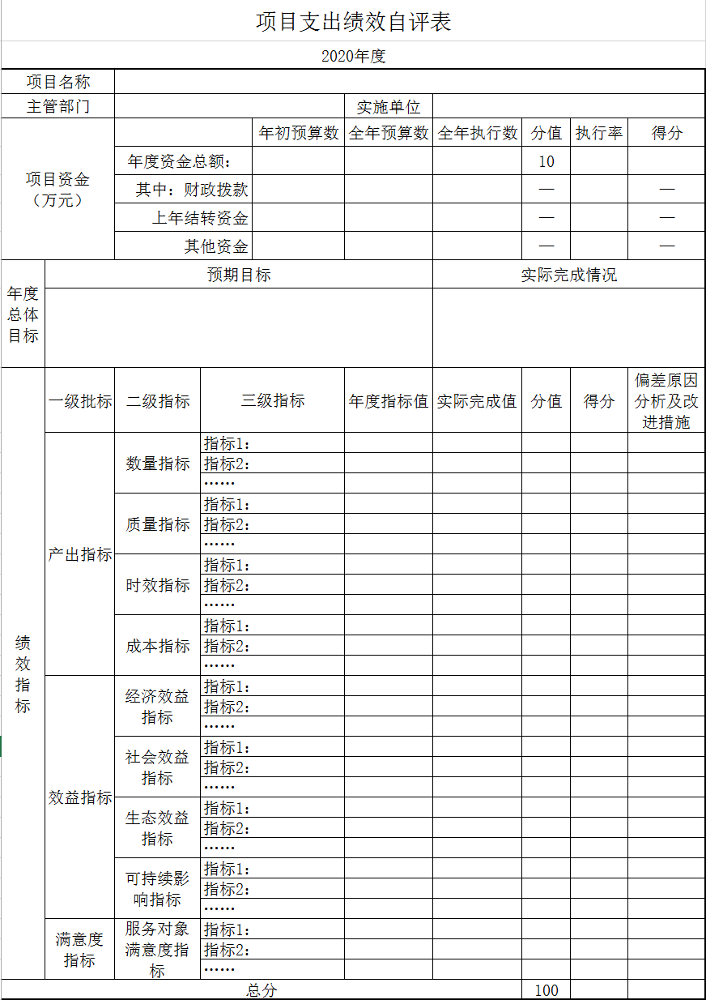 项目支出绩效自评表
2020年度
项目名称
主管部门 实施单位
项目资金
（万元）
年初预算数 全年预算数 全年执行数 分值 执行率 得分
年度资金总额： 10
其中：财政拨款 — —
上年结转资金 — —
其他资金 — —
年度
总体
目标
预期目标 实际完成情况
绩
效
指
标
一级批标 二级指标 三级指标 年度指标值 实际完成值 分值 得分
偏差原因
分析及改
进措施
产出指标
数量指标
指标1：
指标2：
……
质量指标
指标1：
指标2：
……
时效指标
指标1：
指标2：
……
成本指标
指标1：
指标2：
……
效益指标
经济效益
指标
指标1：
指标2：
……
社会效益
指标
指标1：
指标2：
……
生态效益
指标
指标1：
指标2：
……
可持续影
响指标
指标1：
指标2：
……
满意度
指标
服务对象
满意度指
标
指标1：
指标2：
……
总分 100